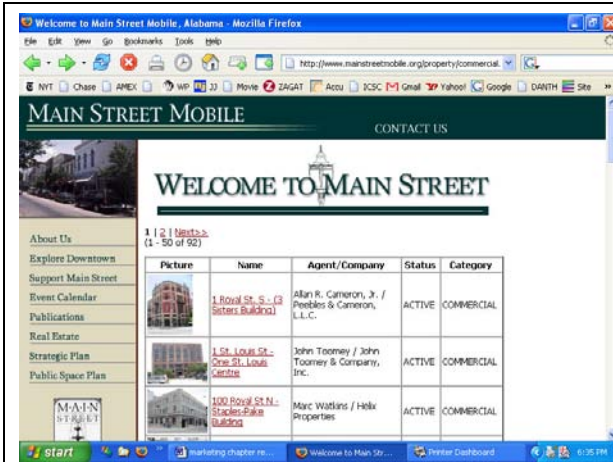 Welcome to Main Street Mobile, Alabama - Mozilla Firefox
File Edit View Go Bookmarks Tools Help
http://www.mainstreetmobile.org/property/commercial.
NYT Chase AMEX WP JJ Movie ZAGAT Accu ICSC Gmail Yahoo! Google DANTH Site »
MAIN STREET MOBILE
CONTACT US
WELCOME TO MAIN STREET
1 | 2 | Next>>
(1 - 50 of 92)
Picture Name Agent/Company Status Category
1 Royal St. S - (3 Sisters Building)
Allan R. Cameron, Jr. / Peebles & Cameron, L.L.C.
ACTIVE COMMERCIAL
1 St. Louis St - One St. Louis Centre
John Toomey / John Toomey & Company, Inc.
ACTIVE COMMERCIAL
100 Royal St N - Staples-Pake Building
Marc Watkins / Helix Properties
ACTIVE COMMERCIAL
About Us
Explore Downtown
Support Main Street
Event Calendar
Publications
Real Estate
Strategic Plan
Public Space Plan
M·A·I·N
STREET
start
marketing chapter re...
Welcome to Main Str...
Printer Dashboard
6:35 PM